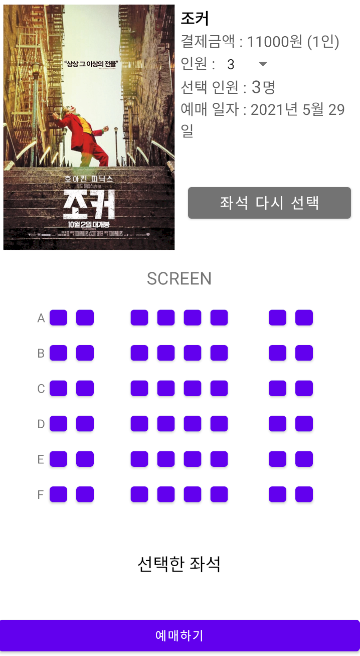 "상상 그 이상의 전율"
호아킨 피닉스
조커
10월 2일 대개봉
조커
결제금액 : 11000원 (1인)
인원 : 3
선택 인원 : 3명
예매 일자 : 2021년 5월 29
일
좌석 다시 선택
SCREEN
A
B
C
D
E
F
선택한 좌석
예매하기